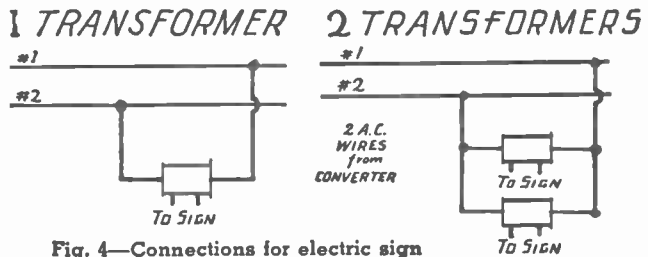 1 TRANSFORMER
2 TRANSFORMERS
#1
#2
TO SIGN
#1
#2
2 A.C.
WIRES
from
CONVERTER
TO SIGN
TO SIGN
Fig. 4—Connections for electric sign